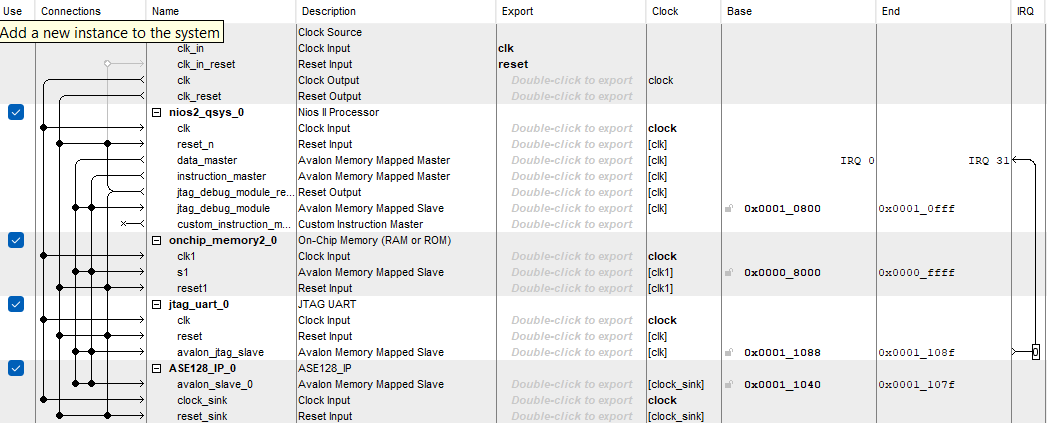 Use Connections Name Description Export Clock Base End IRQ
Add a new instance to the system Clock Source
clk_in Clock Input clk
clk_in_reset Reset Input reset
clk Clock Output Double-click to export clock
clk_reset Reset Output Double-click to export
nios2_qsys_0 Nios II Processor
clk Clock Input Double-click to export clock
reset_n Reset Input Double-click to export [clk]
data_master Avalon Memory Mapped Master Double-click to export [clk] IRQ 0 IRQ 31
instruction_master Avalon Memory Mapped Master Double-click to export [clk]
jtag_debug_module_re... Reset Output Double-click to export [clk]
jtag_debug_module Avalon Memory Mapped Slave Double-click to export [clk] 0x0001_0800 0x0001_0fff
custom_instruction_m... Custom Instruction Master Double-click to export
onchip_memory2_0 On-Chip Memory (RAM or ROM)
clk1 Clock Input Double-click to export clock
s1 Avalon Memory Mapped Slave Double-click to export [clk1] 0x0000_8000 0x0000_ffff
reset1 Reset Input Double-click to export [clk1]
jtag_uart_0 JTAG UART
clk Clock Input Double-click to export clock
reset Reset Input Double-click to export [clk]
avalon_jtag_slave Avalon Memory Mapped Slave Double-click to export [clk] 0x0001_1088 0x0001_108f 0
ASE128_IP_0 ASE128_IP
avalon_slave_0 Avalon Memory Mapped Slave Double-click to export [clock_sink] 0x0001_1040 0x0001_107f
clock_sink Clock Input Double-click to export clock
reset_sink Reset Input Double-click to export [clock_sink]